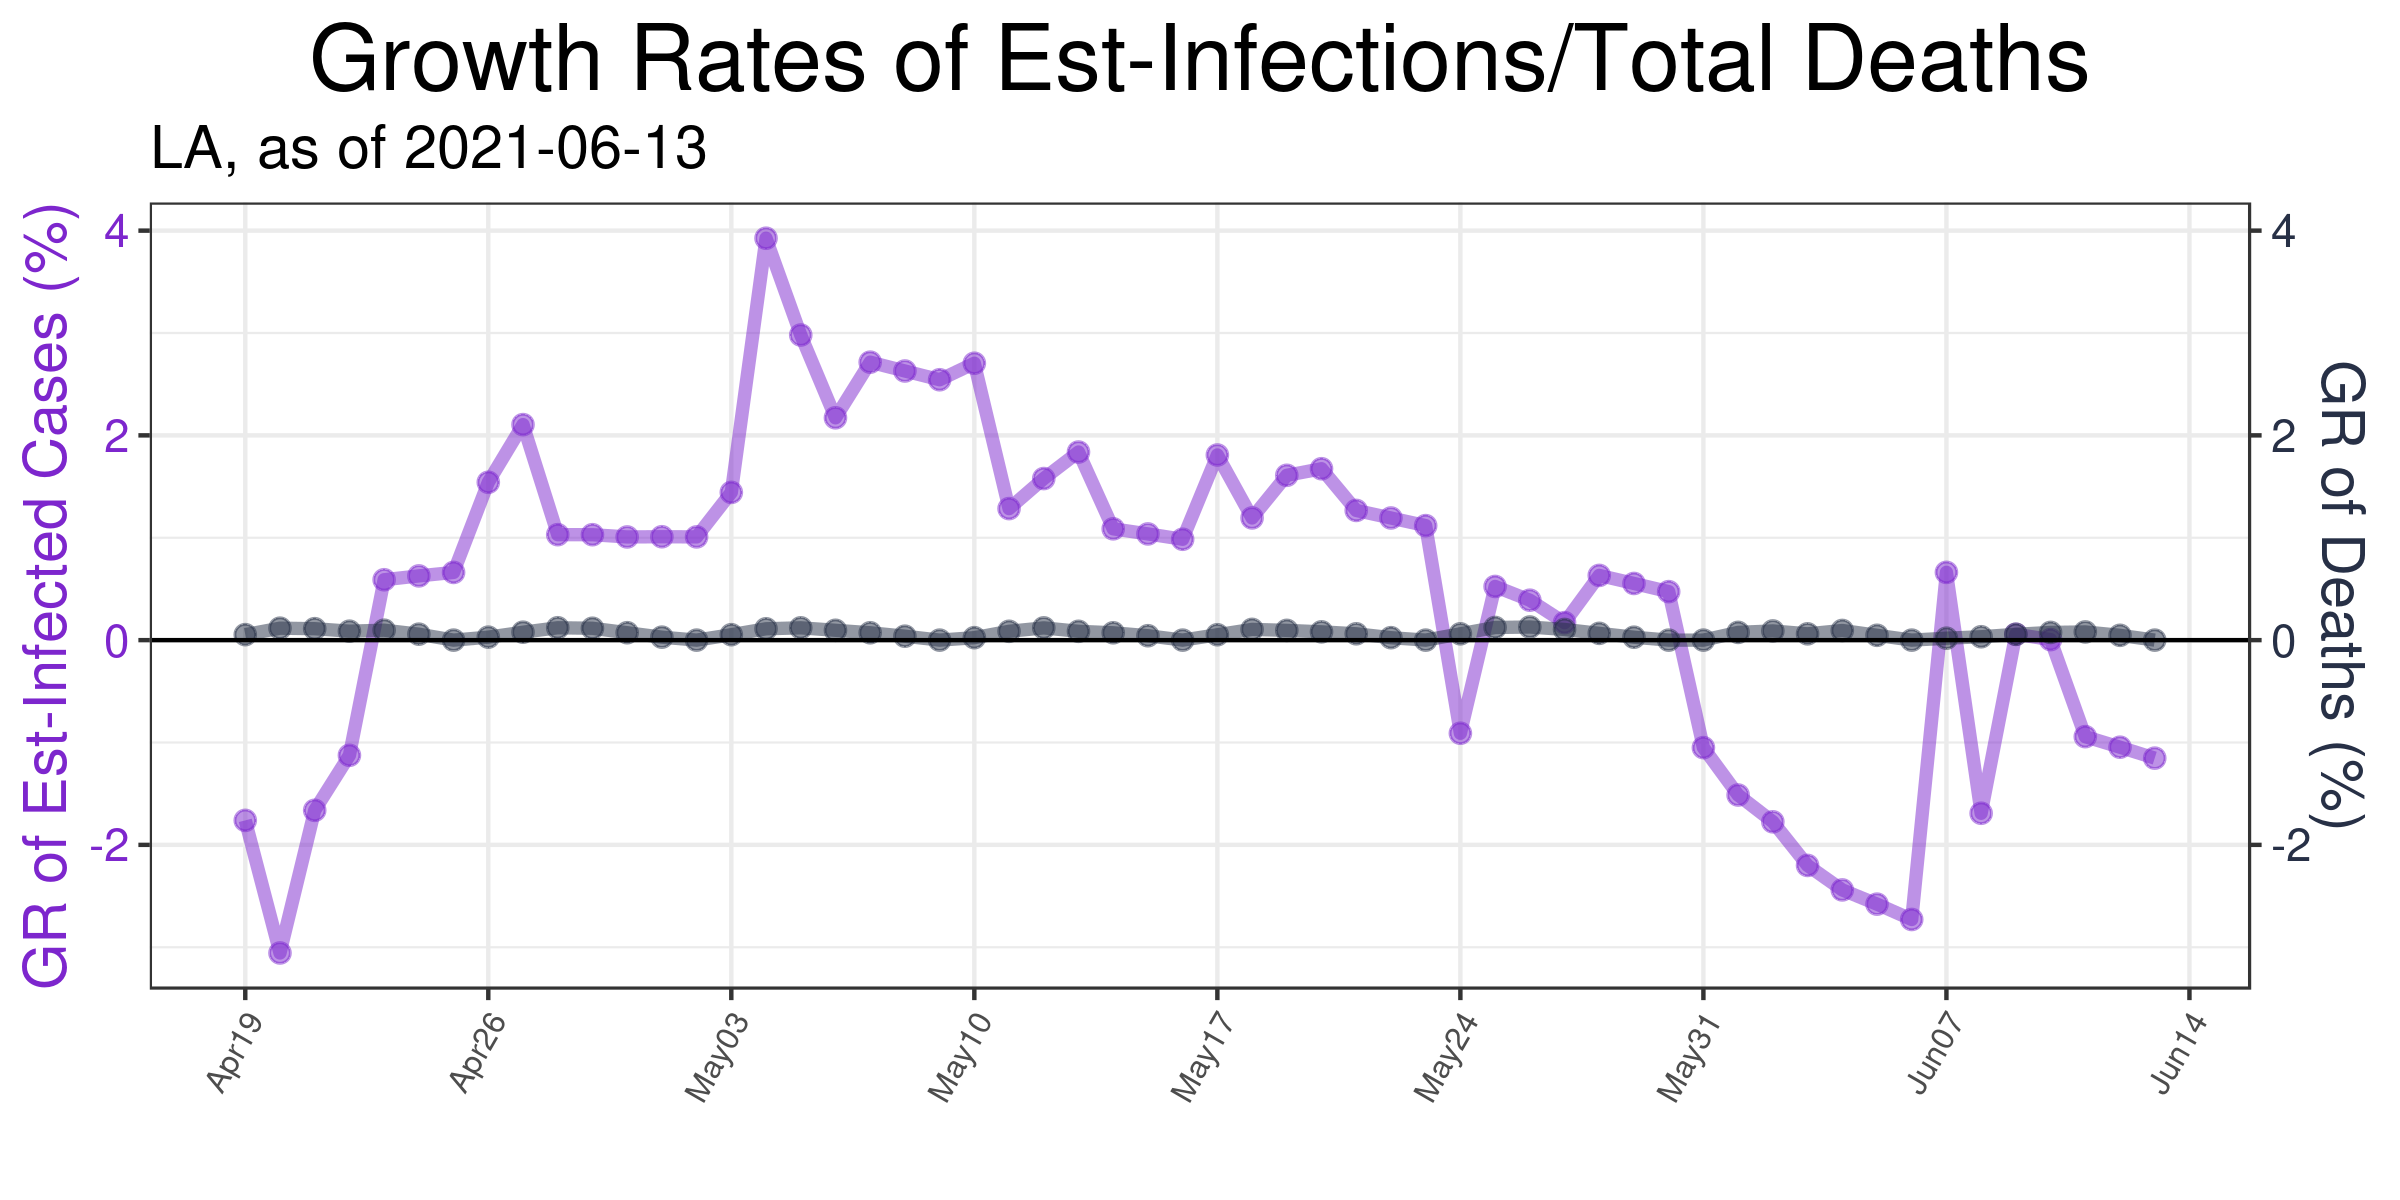 Growth Rates of Est-Infections/Total Deaths
LA, as of 2021-06-13
GR of Est-Infected Cases (%)
4
2
0
-2
4
2
0
-2
GR of Deaths (%)
Apr19
Apr26
May03
May10
May17
May24
May31
Jun07
Jun14